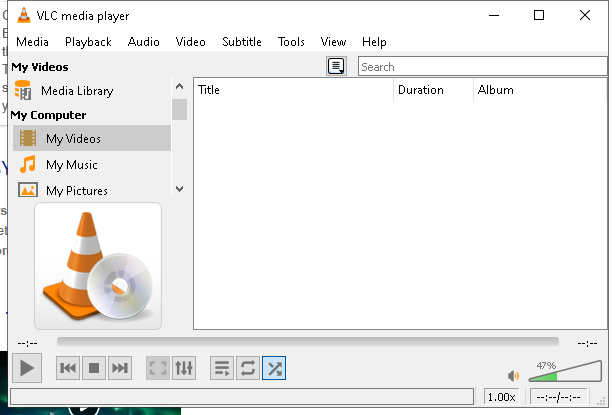 VLC media player
Media Playback Audio Video Subtitle Tools View Help
My Videos
Search
Media Library
My Computer
My Videos
My Music
My Pictures
Title Duration Album
--:-- --:--
47%
1.00x --:--/--:--